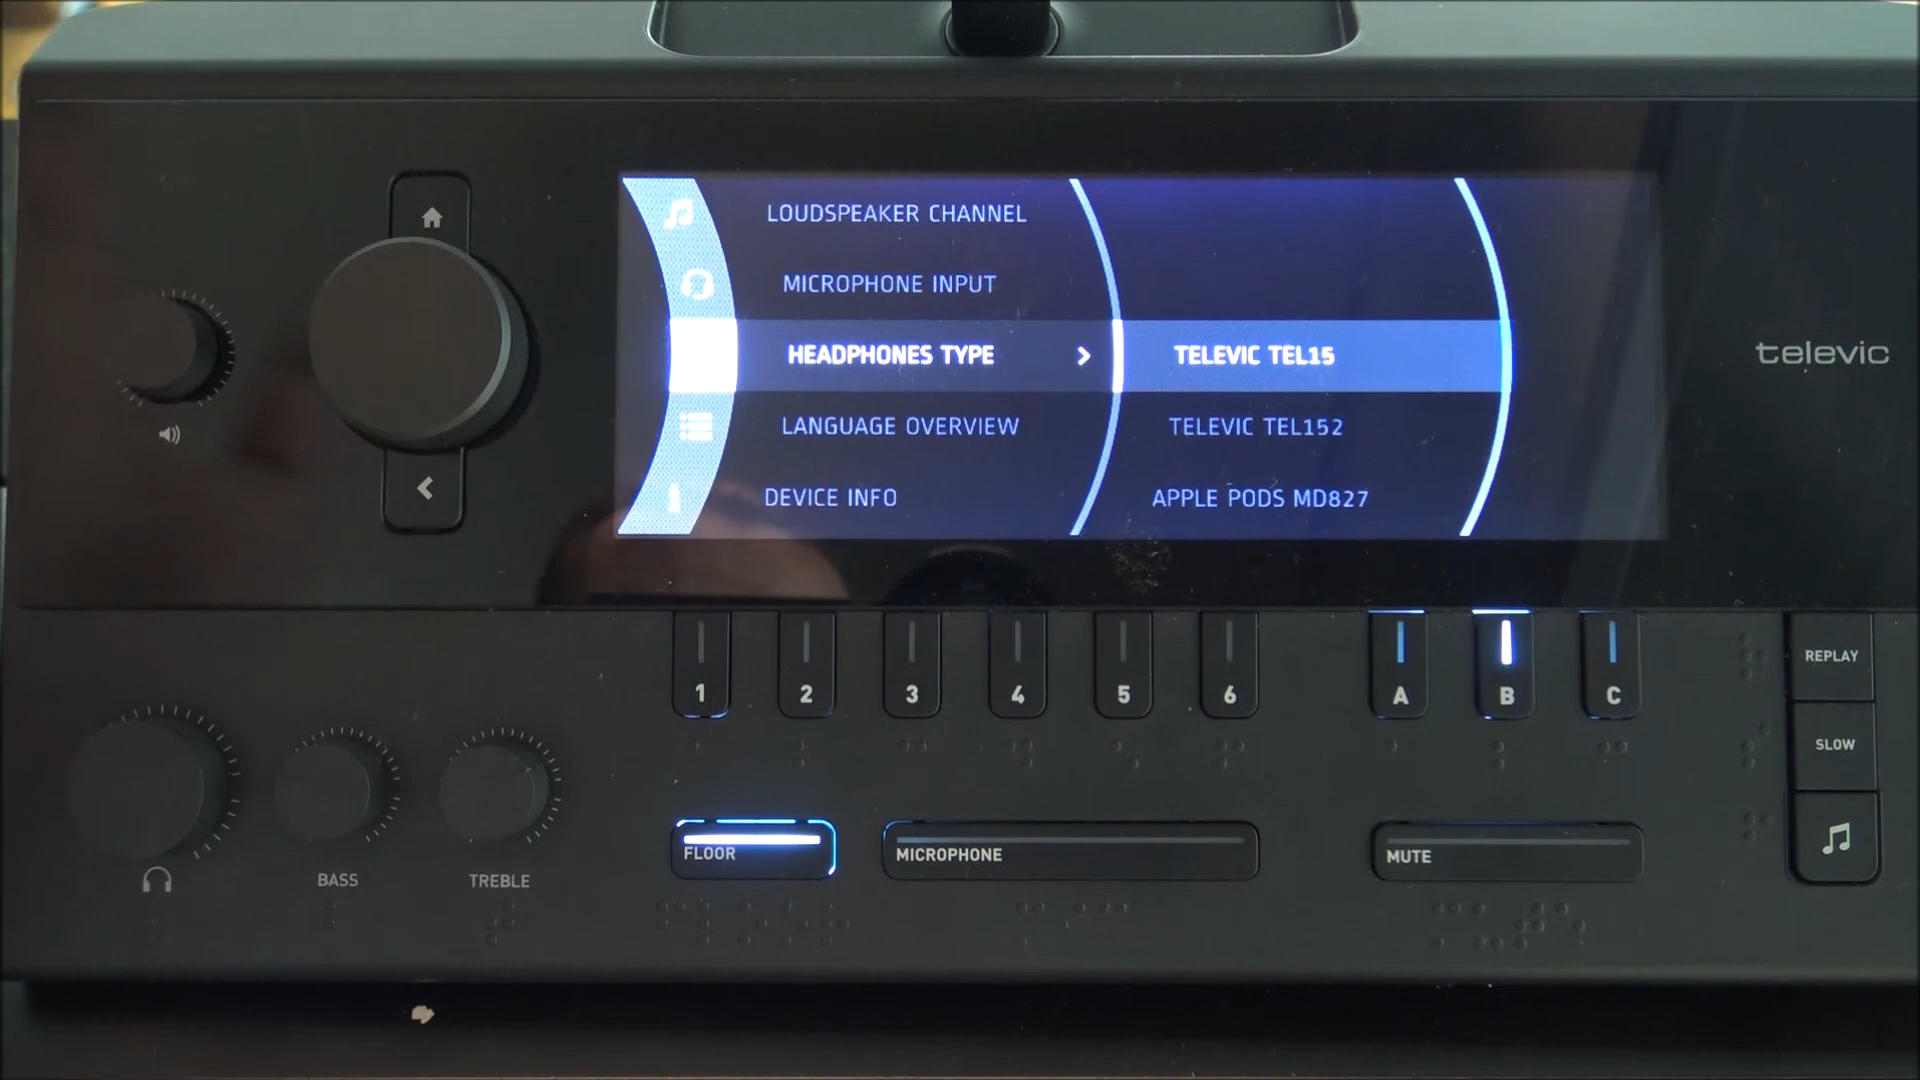 LOUDSPEAKER CHANNEL
MICROPHONE INPUT
HEADPHONES TYPE > TELEVIC TEL15
LANGUAGE OVERVIEW TELEVIC TEL152
DEVICE INFO APPLE PODS MD827
televic
1 2 3 4 5 6 A B C
REPLAY
SLOW
FLOOR MICROPHONE MUTE
BASS TREBLE